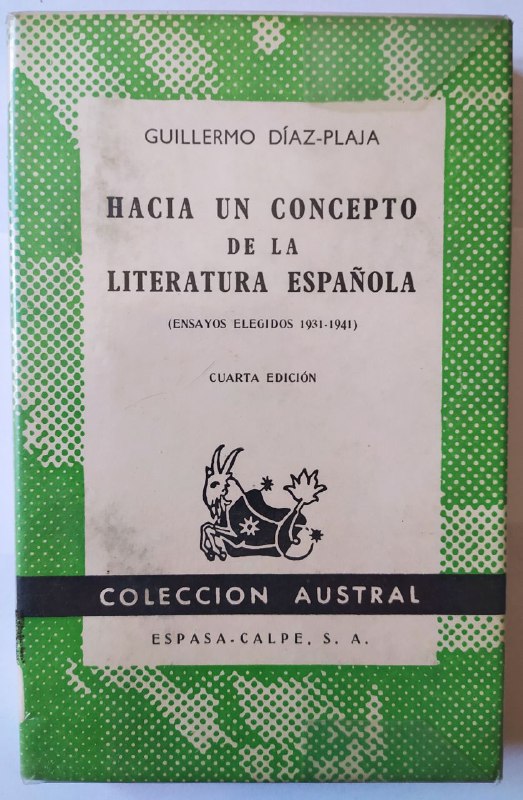 GUILLERMO DÍAZ-PLAJA
HACIA UN CONCEPTO
DE LA
LITERATURA ESPAÑOLA
(ENSAYOS ELEGIDOS 1931-1941)
CUARTA EDICIÓN
COLECCION AUSTRAL
ESPASA-CALPE, S. A.